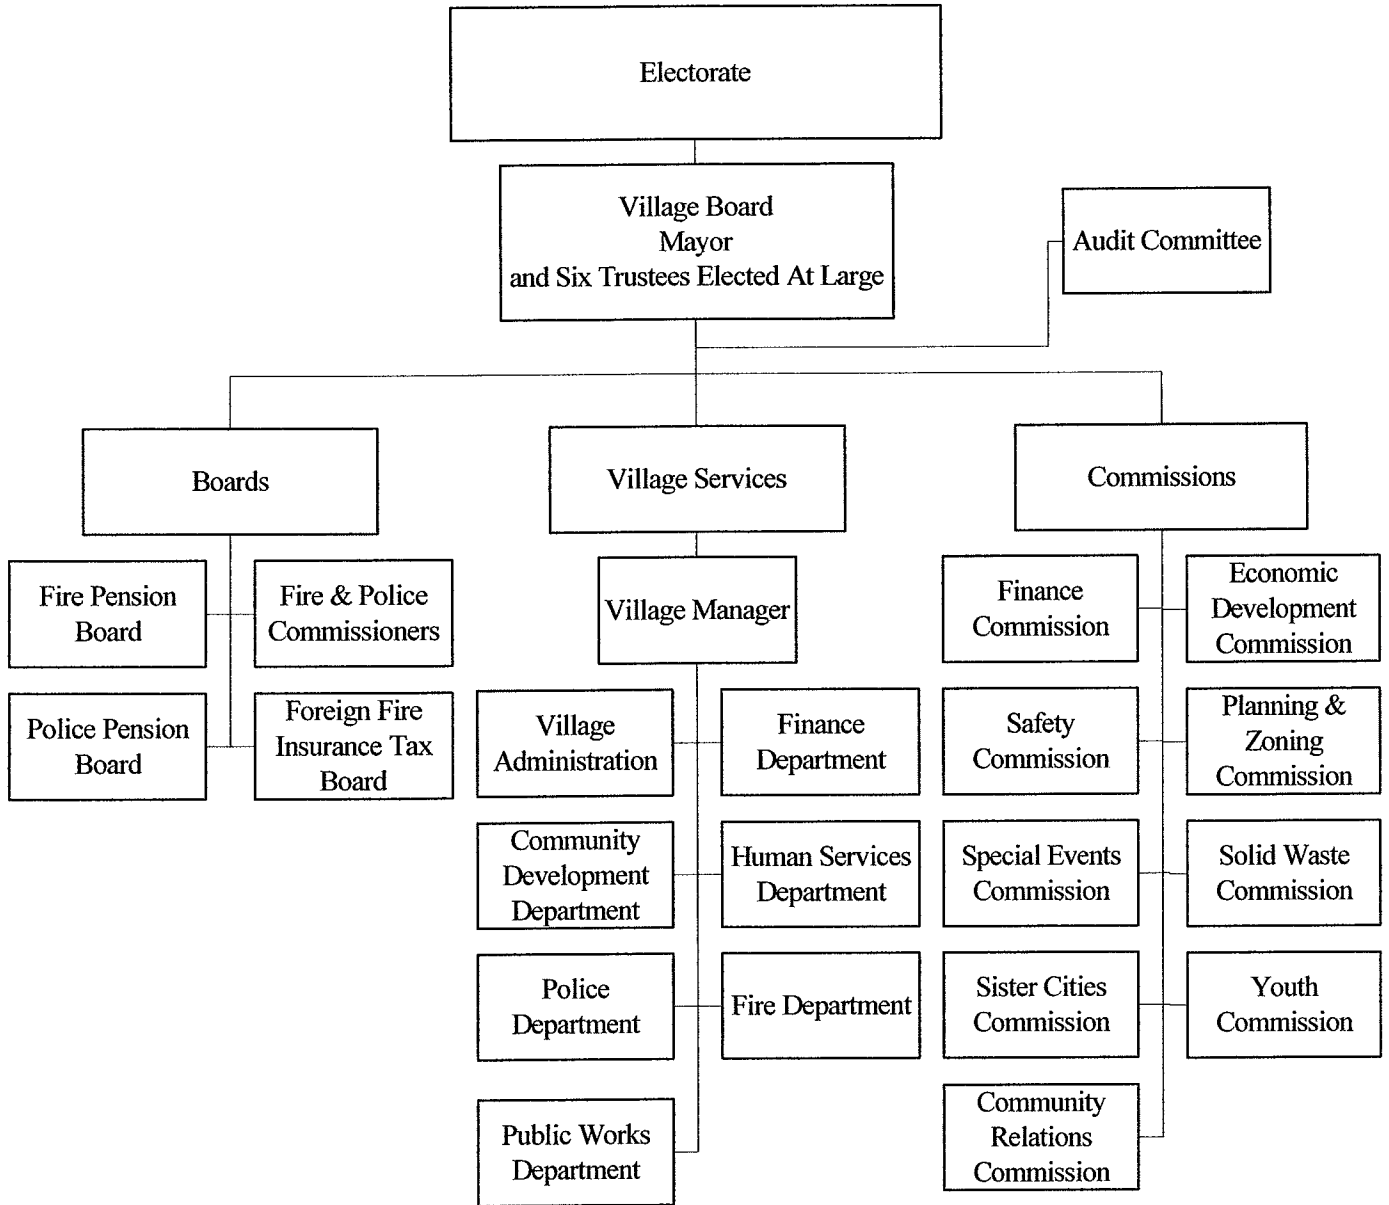 Electorate
Village Board
Mayor
and Six Trustees Elected At Large
Audit Committee
Boards
Village Services
Commissions
Fire Pension
Board
Fire & Police
Commissioners
Police Pension
Board
Foreign Fire
Insurance Tax
Board
Village Manager
Village
Administration
Finance
Department
Community
Development
Department
Human Services
Department
Police
Department
Fire Department
Public Works
Department
Finance
Commission
Economic
Development
Commission
Safety
Commission
Planning &
Zoning
Commission
Special Events
Commission
Solid Waste
Commission
Sister Cities
Commission
Youth
Commission
Community
Relations
Commission